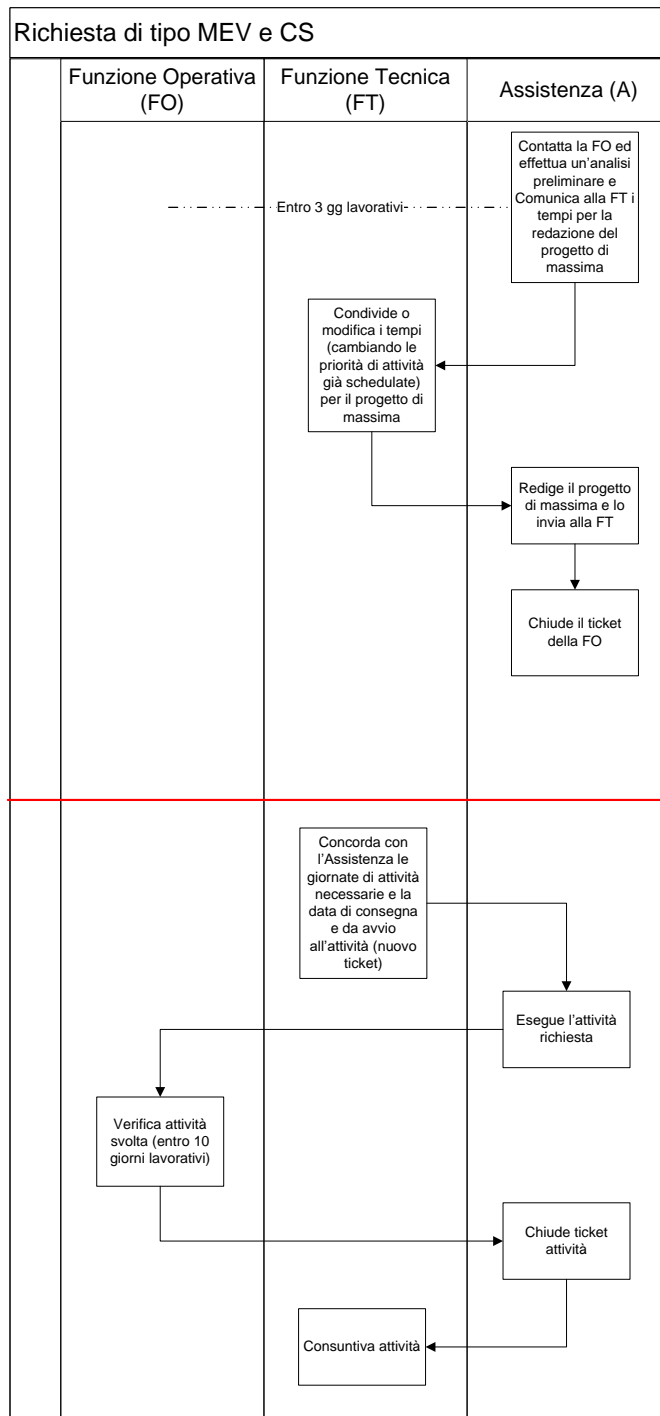 Richiesta di tipo MEV e CS
Funzione Operativa
(FO)
Funzione Tecnica
(FT)
Assistenza (A)
Contatta la FO ed
effettua un'analisi
preliminare e
Comunica alla FT i
tempi per la
redazione del
progetto di
massima
Entro 3 gg lavorativi
Condivide o
modifica i tempi
(cambiando le
priorità di attività
già schedulate)
per il progetto di
massima
Redige il progetto
di massima e lo
invia alla FT
Chiude il ticket
della FO
Concorda con
l'Assistenza le
giornate di attività
necessarie e la
data di consegna
e da avvio
all'attività (nuovo
ticket)
Esegue l'attività
richiesta
Verifica attività
svolta (entro 10
giorni lavorativi)
Chiude ticket
attività
Consuntiva attività